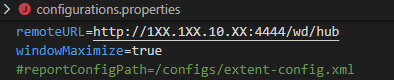 configurations.properties
remoteURL=http://1XX.1XX.10.XX:4444/wd/hub
windowMaximize=true
#reportConfigPath=/configs/extent-config.xml